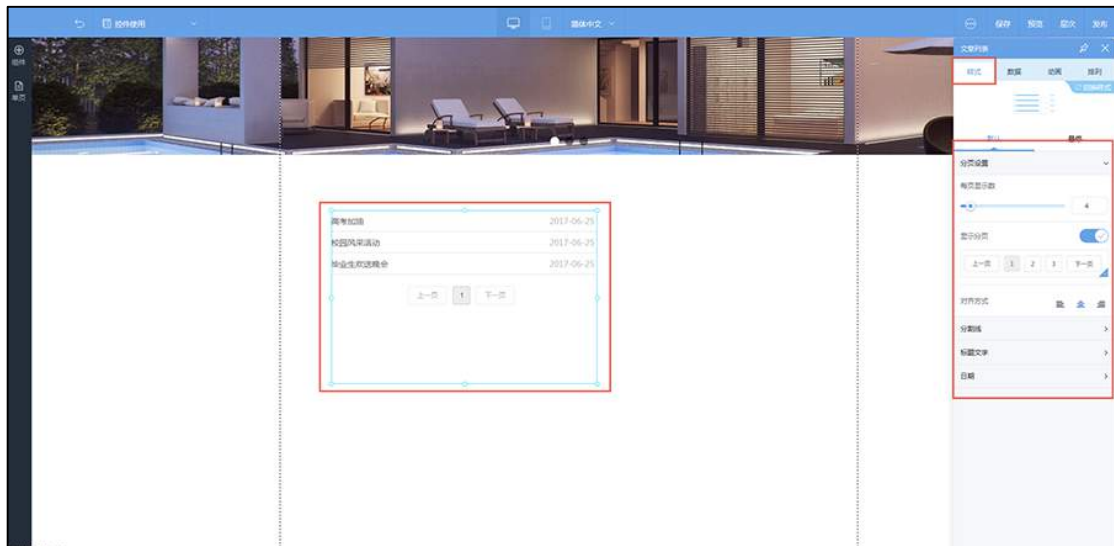 控件使用
简体中文
保存 预览 层次 发布
组件
单页
文章列表
样式 数据 动画 排列
切换样式
默认 悬停
分页设置
每页显示数
4
显示分页
上一页 1 2 3 下一页
对齐方式
分割线
标题文字
日期
高考加油 2017-06-25
校园风采活动 2017-06-25
毕业生欢送晚会 2017-06-25
上一页 1 下一页